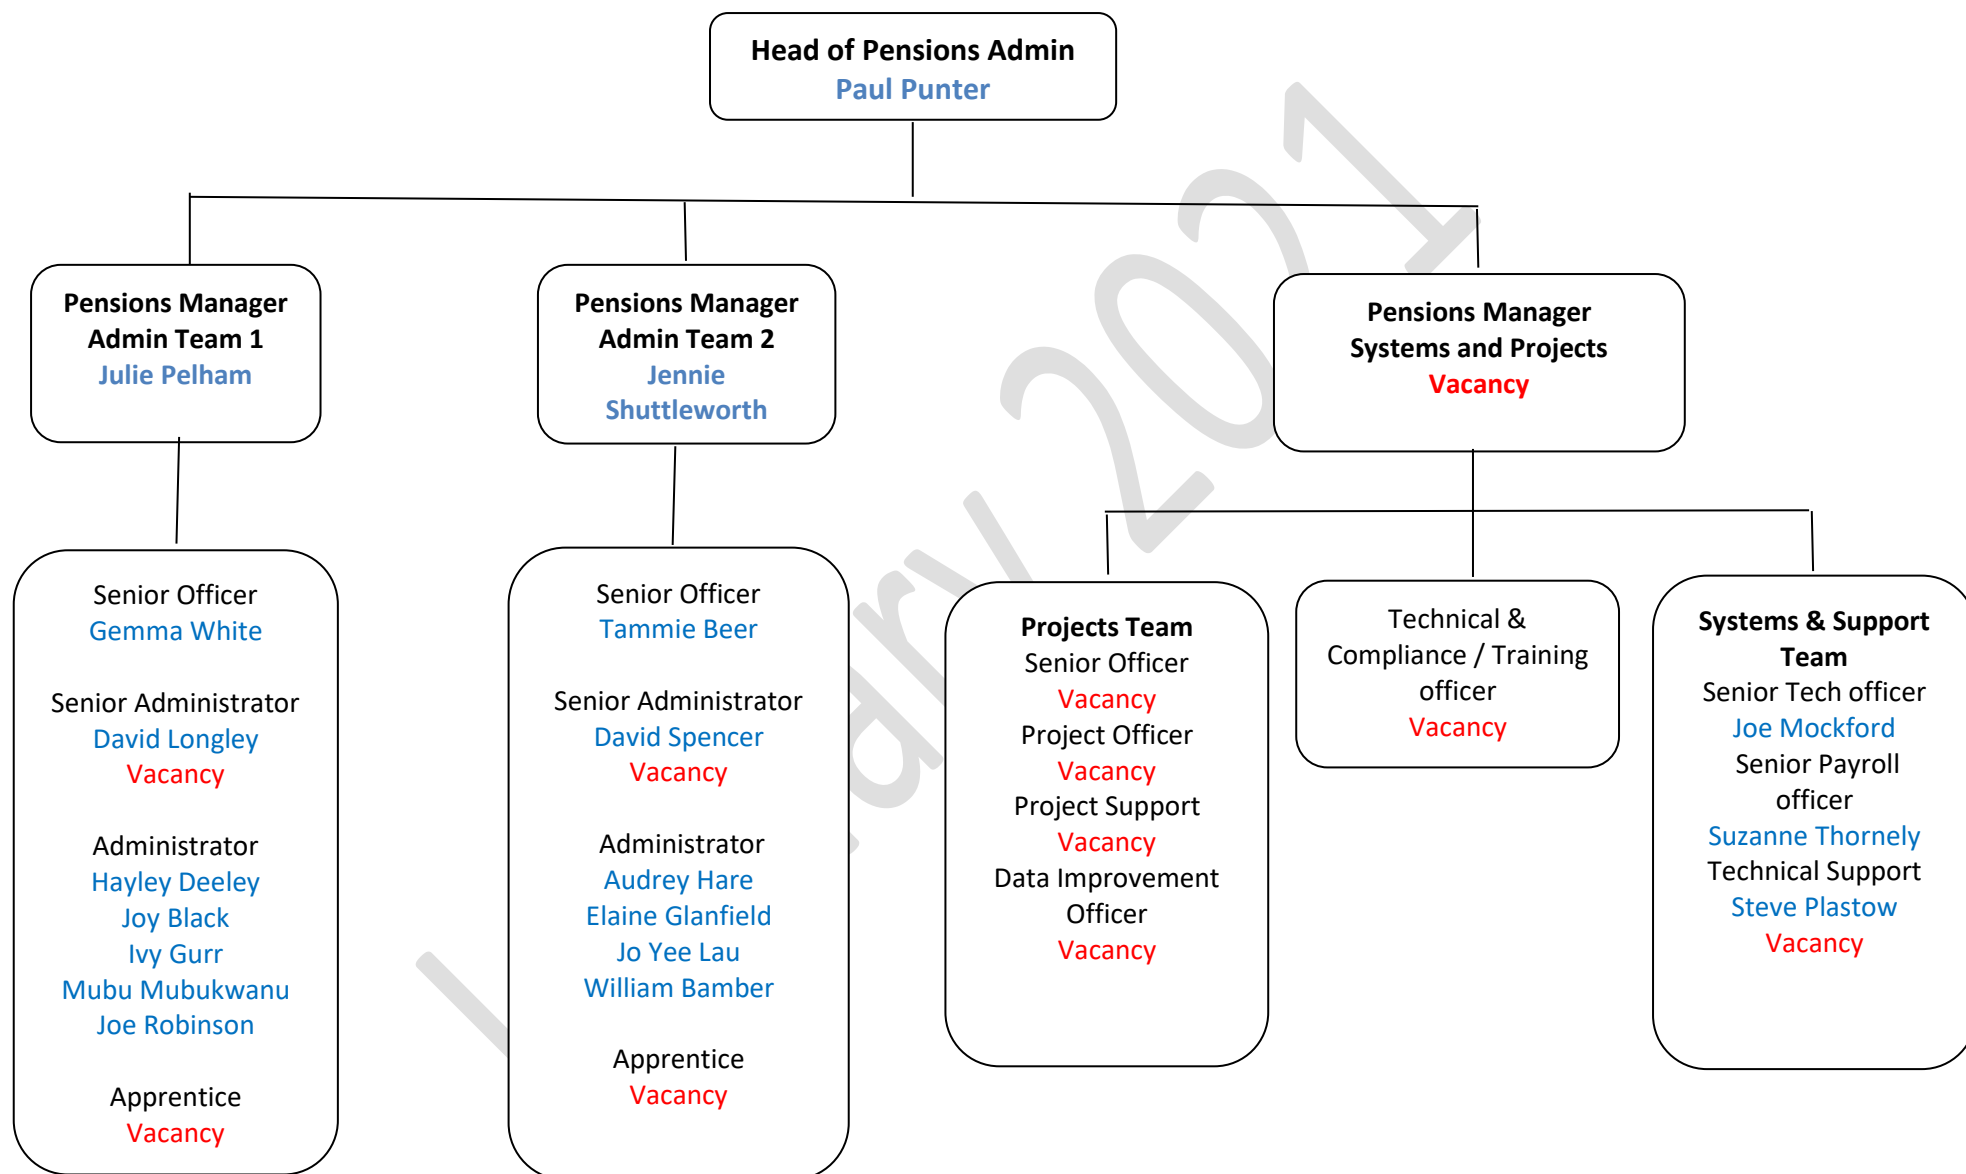 Head of Pensions Admin
Paul Punter
Pensions Manager
Admin Team 1
Julie Pelham
Pensions Manager
Admin Team 2
Jennie
Shuttleworth
Pensions Manager
Systems and Projects
Vacancy
Senior Officer
Gemma White
Senior Administrator
David Longley
Vacancy
Administrator
Hayley Deeley
Joy Black
Ivy Gurr
Mubu Mubukwanu
Joe Robinson
Apprentice
Vacancy
Senior Officer
Tammie Beer
Senior Administrator
David Spencer
Vacancy
Administrator
Audrey Hare
Elaine Glanfield
Jo Yee Lau
William Bamber
Apprentice
Vacancy
Projects Team
Senior Officer
Vacancy
Project Officer
Vacancy
Project Support
Vacancy
Data Improvement
Officer
Vacancy
Technical &
Compliance / Training
officer
Vacancy
Systems & Support
Team
Senior Tech officer
Joe Mockford
Senior Payroll
officer
Suzanne Thornely
Technical Support
Steve Plastow
Vacancy
2021